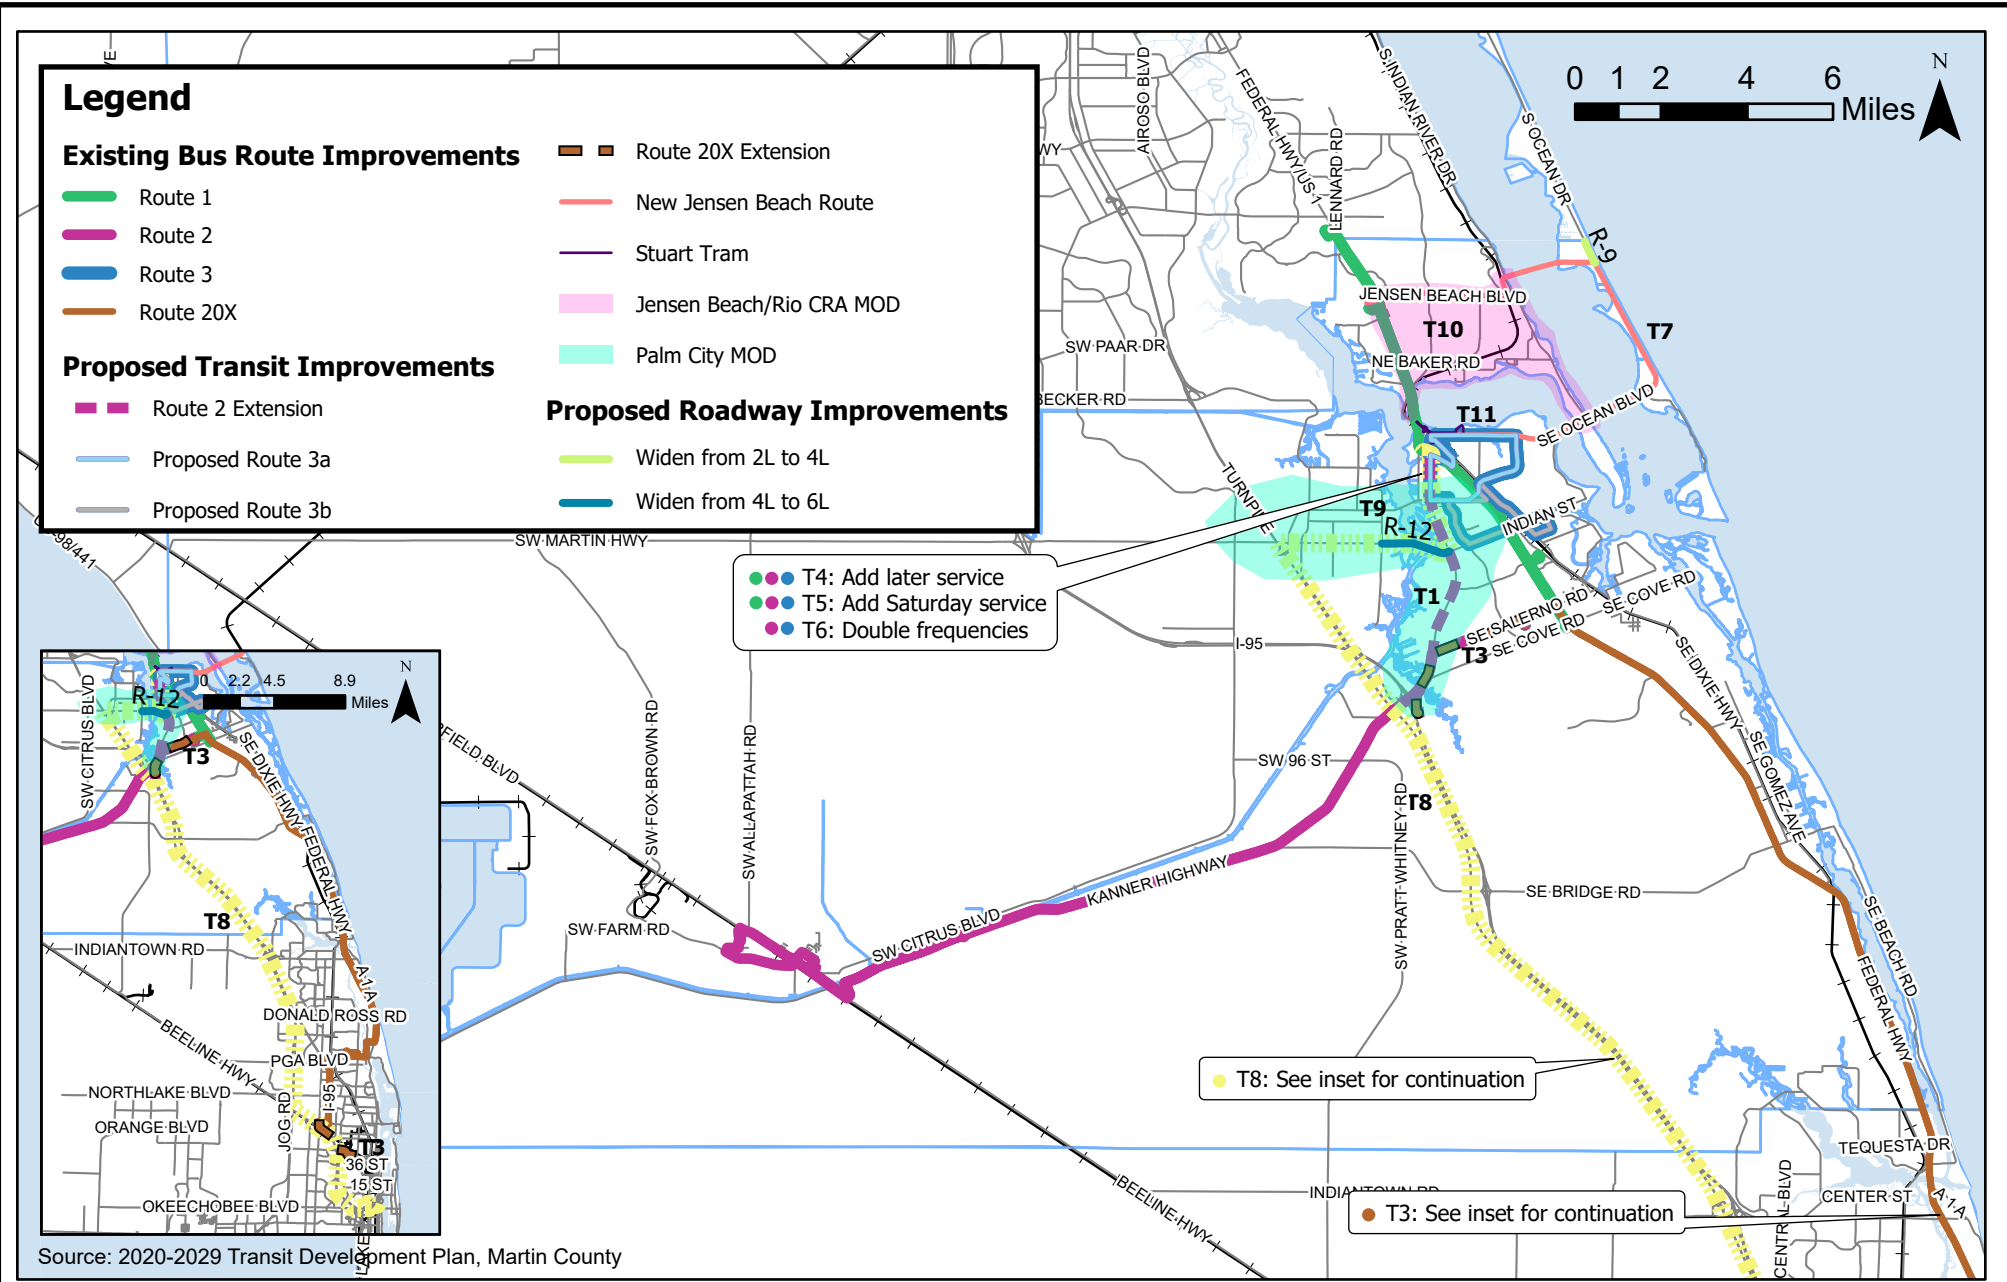 Legend
Existing Bus Route Improvements
Route 1
Route 2
Route 3
Route 20X
Proposed Transit Improvements
Route 2 Extension
Proposed Route 3a
Proposed Route 3b
Route 20X Extension
New Jensen Beach Route
Stuart Tram
Jensen Beach/Rio CRA MOD
Palm City MOD
Proposed Roadway Improvements
Widen from 2L to 4L
Widen from 4L to 6L
0 1 2 4 6
Miles
N
AIROSO BLVD
FEDERAL HWY/US 1
LENNARD RD
S INDIAN RIVER DR
S OCEAN DR
R-9
JENSEN BEACH BLVD
T10
T7
NE BAKER RD
SW PAAR DR
BECKER RD
T11
SE OCEAN BLVD
TURNPIKE
T9
R-12
INDIAN ST
SW MARTIN HWY
T4: Add later service
T5: Add Saturday service
T6: Double frequencies
T1
SE SALERNO RD
SE COVE RD
SE COVE RD
T3
I-95
SE DIXIE HWY
SW FOX BROWN RD
SW ALLAPATTAH RD
SW 96 ST
T8
SW PRATT WHITNEY RD
SE GOMEZ AVE
KANNER HIGHWAY
SE BRIDGE RD
SW CITRUS BLVD
SW FARM RD
SE BEACH RD
FEDERAL HWY
T8: See inset for continuation
TEQUESTA DR
BEELINE HWY
INDIANTOWN RD
CENTRAL BLVD
CENTER ST
A 1 A
T3: See inset for continuation
N
0 2.2 4.5 8.9
Miles
R-12
SW CITRUS BLVD
T3
SE DIXIE HWY
FEDERAL HWY
T8
INDIANTOWN RD
A 1 A
DONALD ROSS RD
BEELINE HWY
PGA BLVD
NORTHLAKE BLVD
I-95
JOG RD
ORANGE BLVD
T3
36 ST
15 ST
OKEECHOBEE BLVD
Source: 2020-2029 Transit Development Plan, Martin County